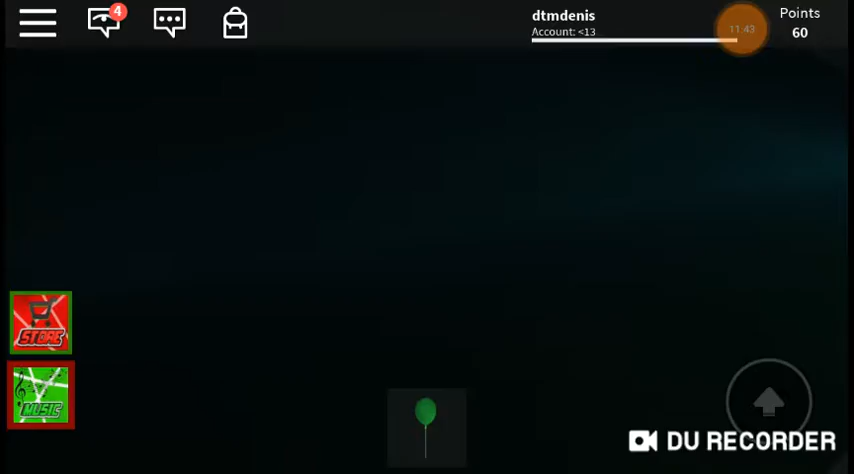 4
dtmdenis
Account: <13
11:43
Points
60
STORE
MUSIC
DU RECORDER